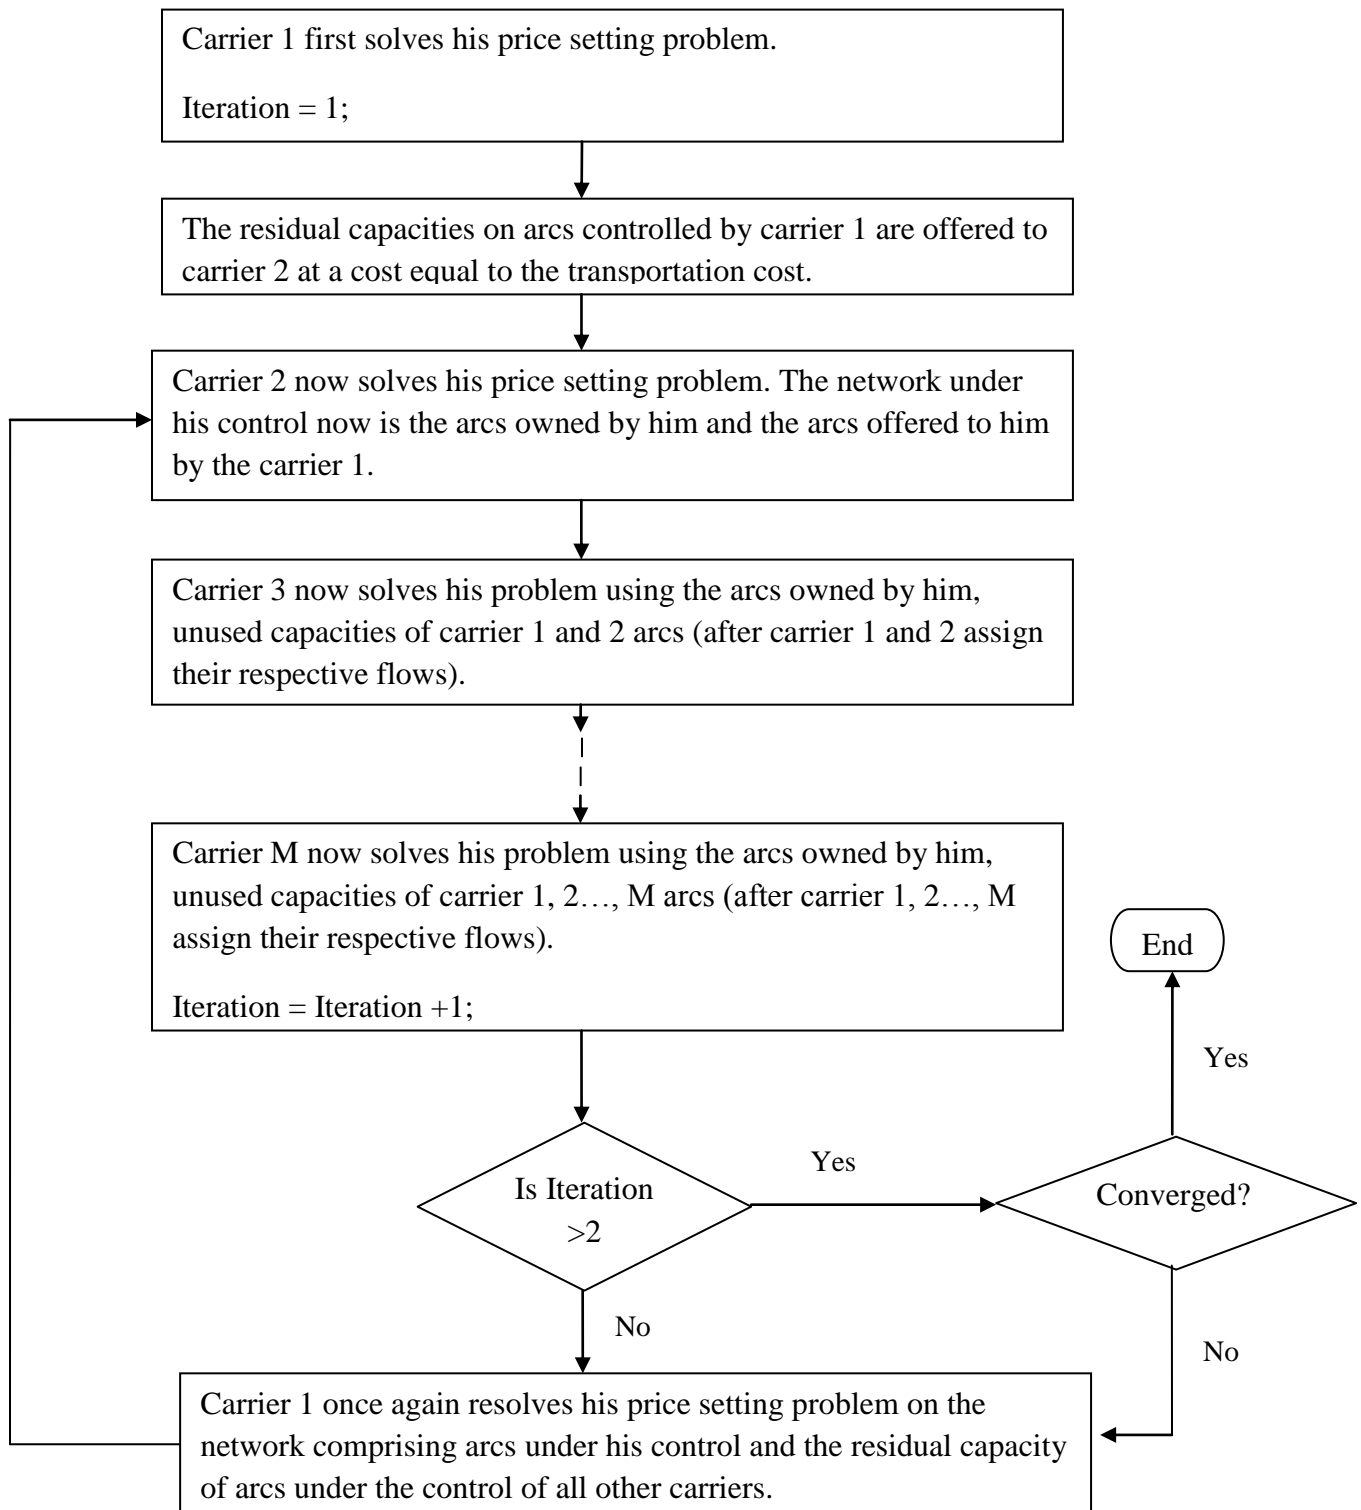 Carrier 1 first solves his price setting problem.
Iteration = 1;
The residual capacities on arcs controlled by carrier 1 are offered to
carrier 2 at a cost equal to the transportation cost.
Carrier 2 now solves his price setting problem. The network under
his control now is the arcs owned by him and the arcs offered to him
by the carrier 1.
Carrier 3 now solves his problem using the arcs owned by him,
unused capacities of carrier 1 and 2 arcs (after carrier 1 and 2 assign
their respective flows).
Carrier M now solves his problem using the arcs owned by him,
unused capacities of carrier 1, 2…, M arcs (after carrier 1, 2…, M
assign their respective flows).
Iteration = Iteration +1;
End
Yes
Is Iteration
>2
Yes
Converged?
No
No
Carrier 1 once again resolves his price setting problem on the
network comprising arcs under his control and the residual capacity
of arcs under the control of all other carriers.